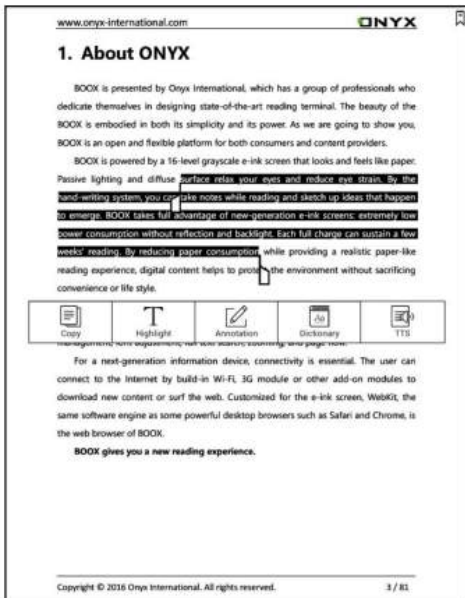 www.onyx-international.com
ONYX
1. About ONYX
BOOX is presented by Onyx International, which has a group of professionals who
dedicate themselves in designing state-of-the-art reading terminal. The beauty of the
BOOX is embodied in both its simplicity and its power. As we are going to show you,
BOOX is an open and flexible platform for both consumers and content providers.
BOOX is powered by a 16-level grayscale e-ink screen that looks and feels like paper.
Passive lighting and diffuse surface relax your eyes and reduce eye strain. By the
hand-writing system, you can take notes while reading and sketch up ideas that happen
to emerge. BOOX takes full advantage of new-generation e-ink screens: extremely low
power consumption without reflection and backlight. Each full charge can sustain a few
weeks' reading. By reducing paper consumption, while providing a realistic paper-like
reading experience, digital content helps to protect the environment without sacrificing
convenience or life style.
Copy
Highlight
Annotation
Dictionary
TTS
management, font adjustment, full text search, zooming, and page flow.
For a next-generation information device, connectivity is essential. The user can
connect to the Internet by build-in Wi-Fi, 3G module or other add-on modules to
download new content or surf the web. Customized for the e-ink screen, WebKit, the
same software engine as some powerful desktop browsers such as Safari and Chrome, is
the web browser of BOOX.
BOOX gives you a new reading experience.
Copyright © 2016 Onyx International. All rights reserved.
3 / 81